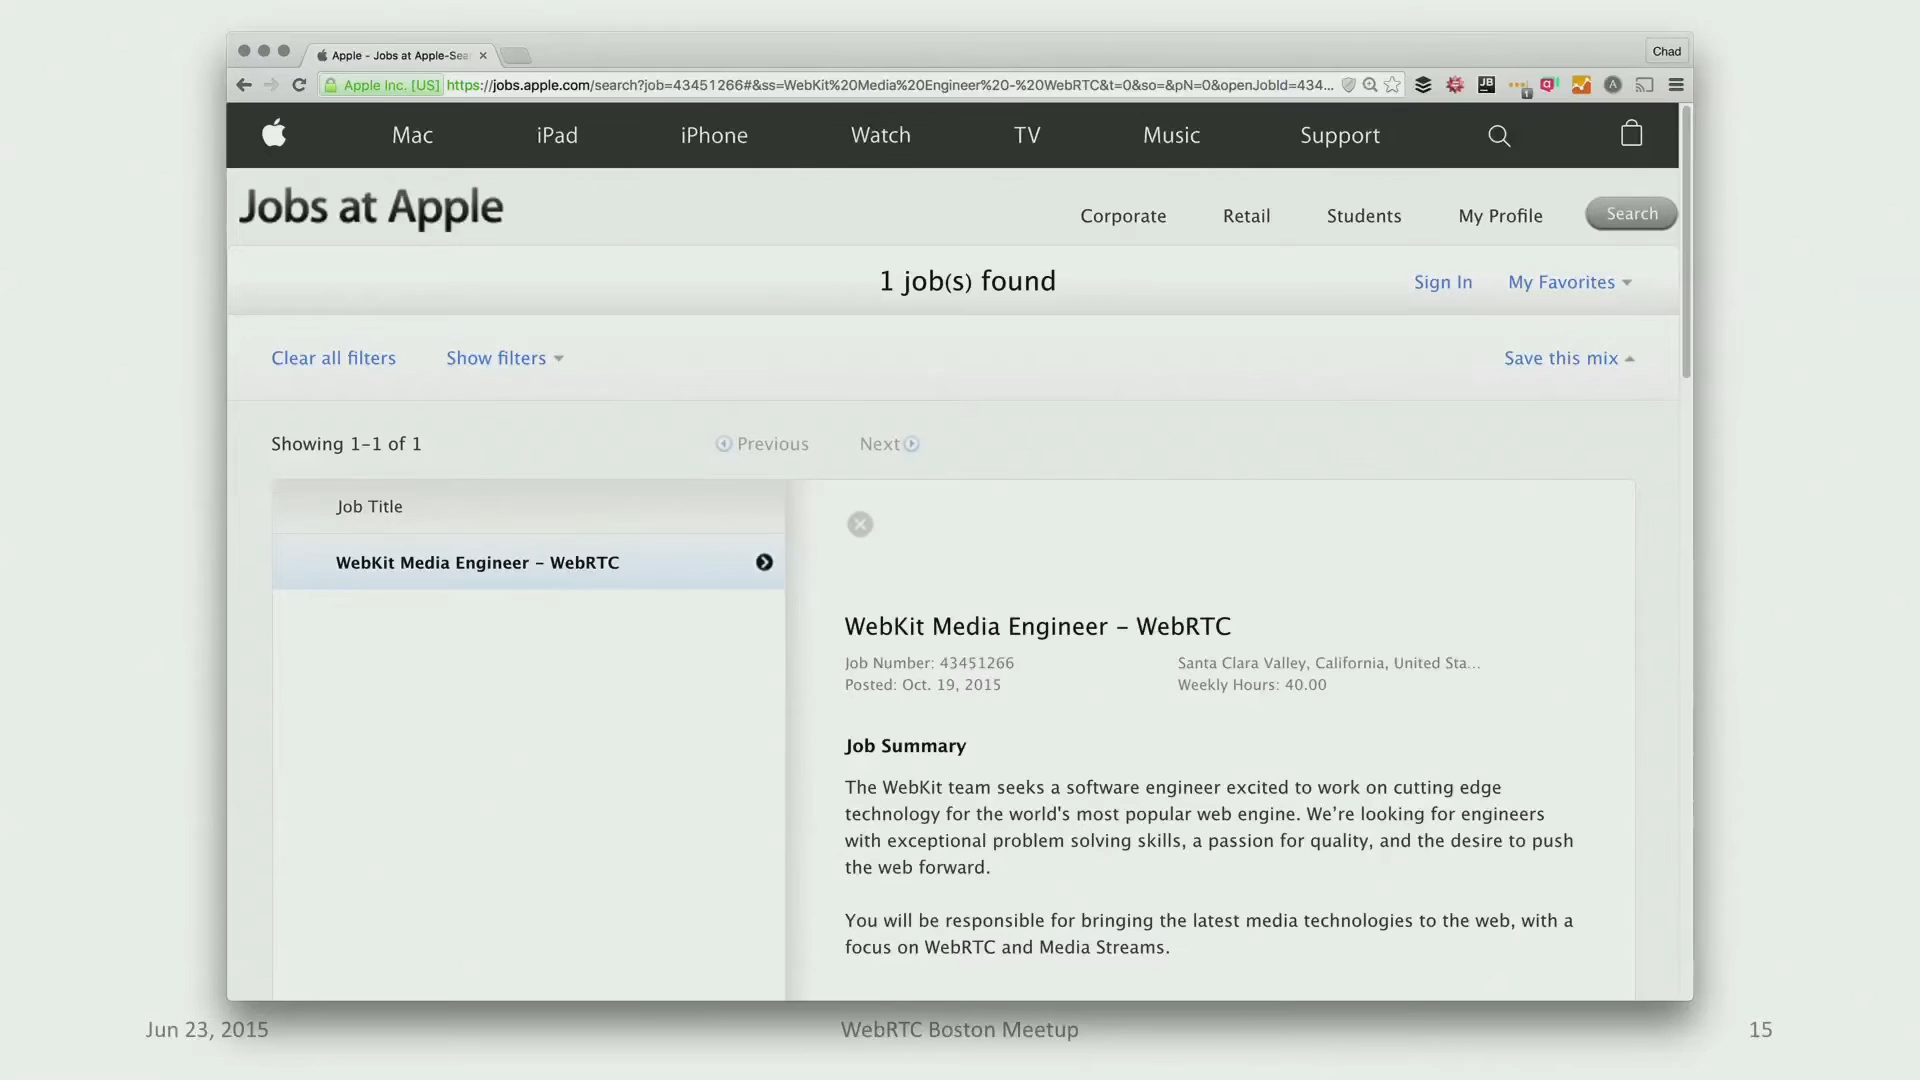 Apple - Jobs at Apple-Sea
Chad
Apple Inc. [US] https://jobs.apple.com/search?job=43451266#&ss=WebKit%20Media%20Engineer%20-%20WebRTC&t=0&so=&pN=0&openJobId=434...
Mac iPad iPhone Watch TV Music Support
Jobs at Apple
Corporate Retail Students My Profile Search
1 job(s) found
Sign In My Favorites
Clear all filters Show filters Save this mix
Showing 1-1 of 1 Previous Next
Job Title
WebKit Media Engineer - WebRTC
WebKit Media Engineer - WebRTC
Job Number: 43451266 Santa Clara Valley, California, United Sta...
Posted: Oct. 19, 2015 Weekly Hours: 40.00
Job Summary
The WebKit team seeks a software engineer excited to work on cutting edge
technology for the world's most popular web engine. We're looking for engineers
with exceptional problem solving skills, a passion for quality, and the desire to push
the web forward.
You will be responsible for bringing the latest media technologies to the web, with a
focus on WebRTC and Media Streams.
Jun 23, 2015 WebRTC Boston Meetup 15